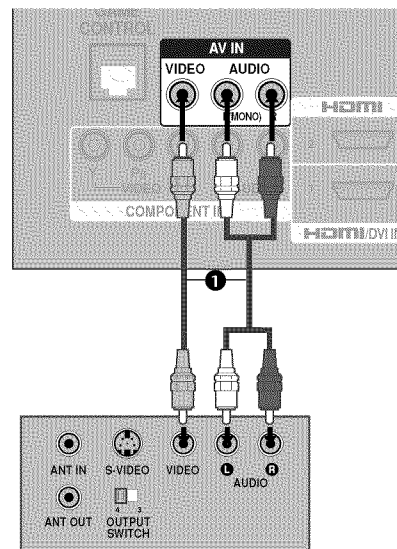 GAME
CONTROL
AV IN
VIDEO AUDIO
(MONO) R
HDMI
COMPONENT IN
HDMI/DVI IN
1
ANT IN S-VIDEO VIDEO L R
AUDIO
ANT OUT 4 3
OUTPUT
SWITCH